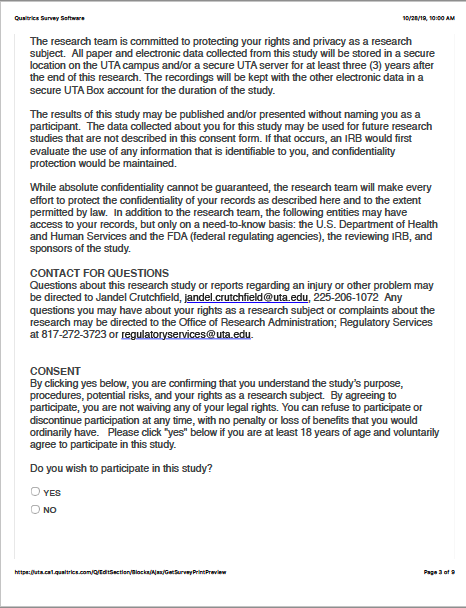 Qualtrics Survey Software
10/28/19, 10:00 AM
The research team is committed to protecting your rights and privacy as a research
subject.  All paper and electronic data collected from this study will be stored in a secure
location on the UTA campus and/or a secure UTA server for at least three (3) years after
the end of this research. The recordings will be kept with the other electronic data in a
secure UTA Box account for the duration of the study.
The results of this study may be published and/or presented without naming you as a
participant.  The data collected about you for this study may be used for future research
studies that are not described in this consent form. If that occurs, an IRB would first
evaluate the use of any information that is identifiable to you, and confidentiality
protection would be maintained.
While absolute confidentiality cannot be guaranteed, the research team will make every
effort to protect the confidentiality of your records as described here and to the extent
permitted by law.  In addition to the research team, the following entities may have
access to your records, but only on a need-to-know basis: the U.S. Department of Health
and Human Services and the FDA (federal regulating agencies), the reviewing IRB, and
sponsors of the study.
CONTACT FOR QUESTIONS
Questions about this research study or reports regarding an injury or other problem may
be directed to Jandel Crutchfield, jandel.crutchfield@uta.edu, 225-206-1072  Any
questions you may have about your rights as a research subject or complaints about the
research may be directed to the Office of Research Administration; Regulatory Services
at 817-272-3723 or regulatoryservices@uta.edu.
CONSENT
By clicking yes below, you are confirming that you understand the study's purpose,
procedures, potential risks, and your rights as a research subject.  By agreeing to
participate, you are not waiving any of your legal rights. You can refuse to participate or
discontinue participation at any time, with no penalty or loss of benefits that you would
ordinarily have.   Please click "yes" below if you are at least 18 years of age and voluntarily
agree to participate in this study.
Do you wish to participate in this study?
YES
NO
https://uta.ca1.qualtrics.com/Q/EditSection/Blocks/Ajax/GetSurveyPrintPreview
Page 3 of 9